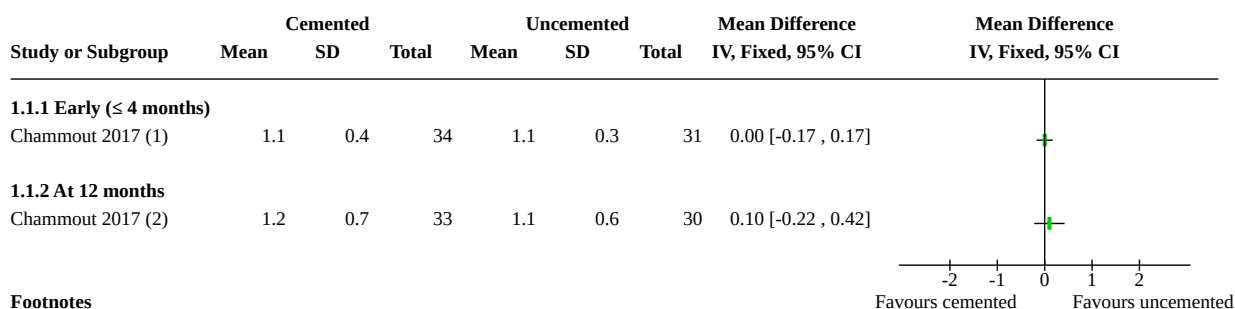 Cemented Uncemented Mean Difference Mean Difference
Study or Subgroup Mean SD Total Mean SD Total IV, Fixed, 95% CI IV, Fixed, 95% CI
1.1.1 Early (≤ 4 months)
Chammout 2017 (1) 1.1 0.4 34 1.1 0.3 31 0.00 [-0.17 , 0.17]
1.1.2 At 12 months
Chammout 2017 (2) 1.2 0.7 33 1.1 0.6 30 0.10 [-0.22 , 0.42]
-2 -1 0 1 2
Footnotes Favours cemented Favours uncemented